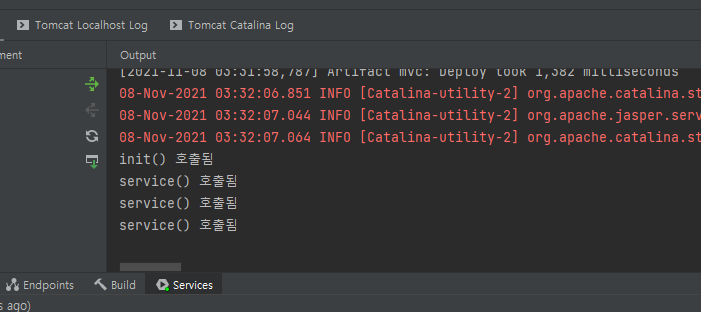 Tomcat Localhost Log Tomcat Catalina Log
ment Output
[2021-11-08 03:31:58,787] Artifact mvc: Deploy took 1,382 milliseconds
08-Nov-2021 03:32:06.851 INFO [Catalina-utility-2] org.apache.catalina.st
08-Nov-2021 03:32:07.044 INFO [Catalina-utility-2] org.apache.jasper.serv
08-Nov-2021 03:32:07.064 INFO [Catalina-utility-2] org.apache.catalina.st
init() 호출됨
service() 호출됨
service() 호출됨
service() 호출됨
Endpoints Build Services
s ago)